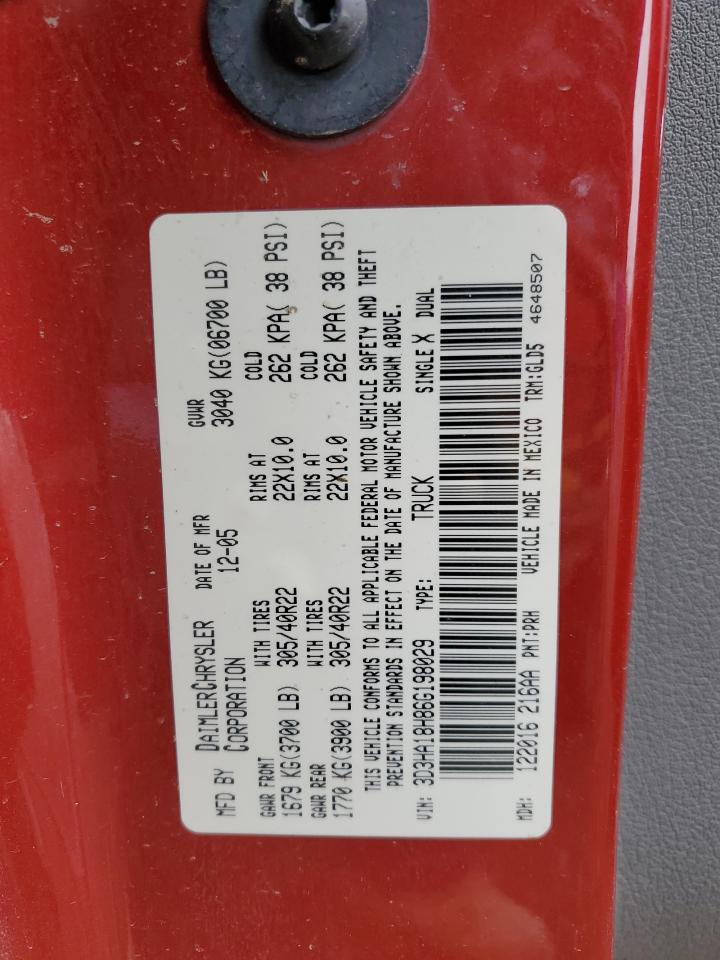 MFD BY DAIMLERCHRYSLER CORPORATION DATE OF MFR 12-05 GVWR 3040 KG(06700 LB)
GAWR FRONT WITH TIRES RIMS AT COLD
1679 KG(3700 LB) 305/40R22 22X10.0 262 KPA( 38 PSI)
GAWR REAR WITH TIRES RIMS AT COLD
1770 KG(3900 LB) 305/40R22 22X10.0 262 KPA( 38 PSI)
THIS VEHICLE CONFORMS TO ALL APPLICABLE FEDERAL MOTOR VEHICLE SAFETY AND THEFT
PREVENTION STANDARDS IN EFFECT ON THE DATE OF MANUFACTURE SHOWN ABOVE.
VIN: 3D3HA18H86G198029 TYPE: TRUCK SINGLE X DUAL
MDH: 122016 216AA PNT:PRH VEHICLE MADE IN MEXICO TRM:GLD5 4648507